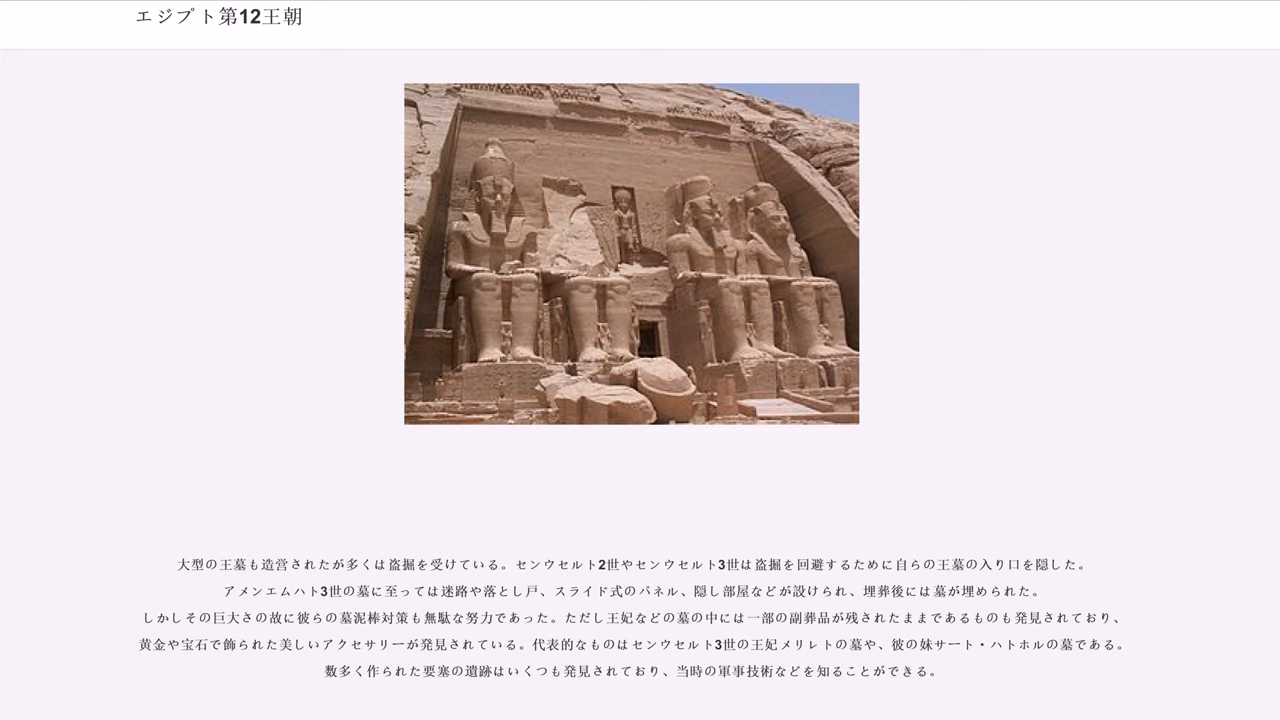 エジプト第12王朝
大型の王墓も造営されたが多くは盗掘を受けている。センウセルト2世やセンウセルト3世は盗掘を回避するために自らの王墓の入り口を隠した。
アメンエムハト3世の墓に至っては迷路や落とし戸、スライド式のパネル、隠し部屋などが設けられ、埋葬後には墓が埋められた。
しかしその巨大さの故に彼らの墓泥棒対策も無駄な努力であった。ただし王妃などの墓の中には一部の副葬品が残されたままであるものも発見されており、
黄金や宝石で飾られた美しいアクセサリーが発見されている。代表的なものはセンウセルト3世の王妃メリレトの墓や、彼の妹サート・ハトホルの墓である。
数多く作られた要塞の遺跡はいくつも発見されており、当時の軍事技術などを知ることができる。